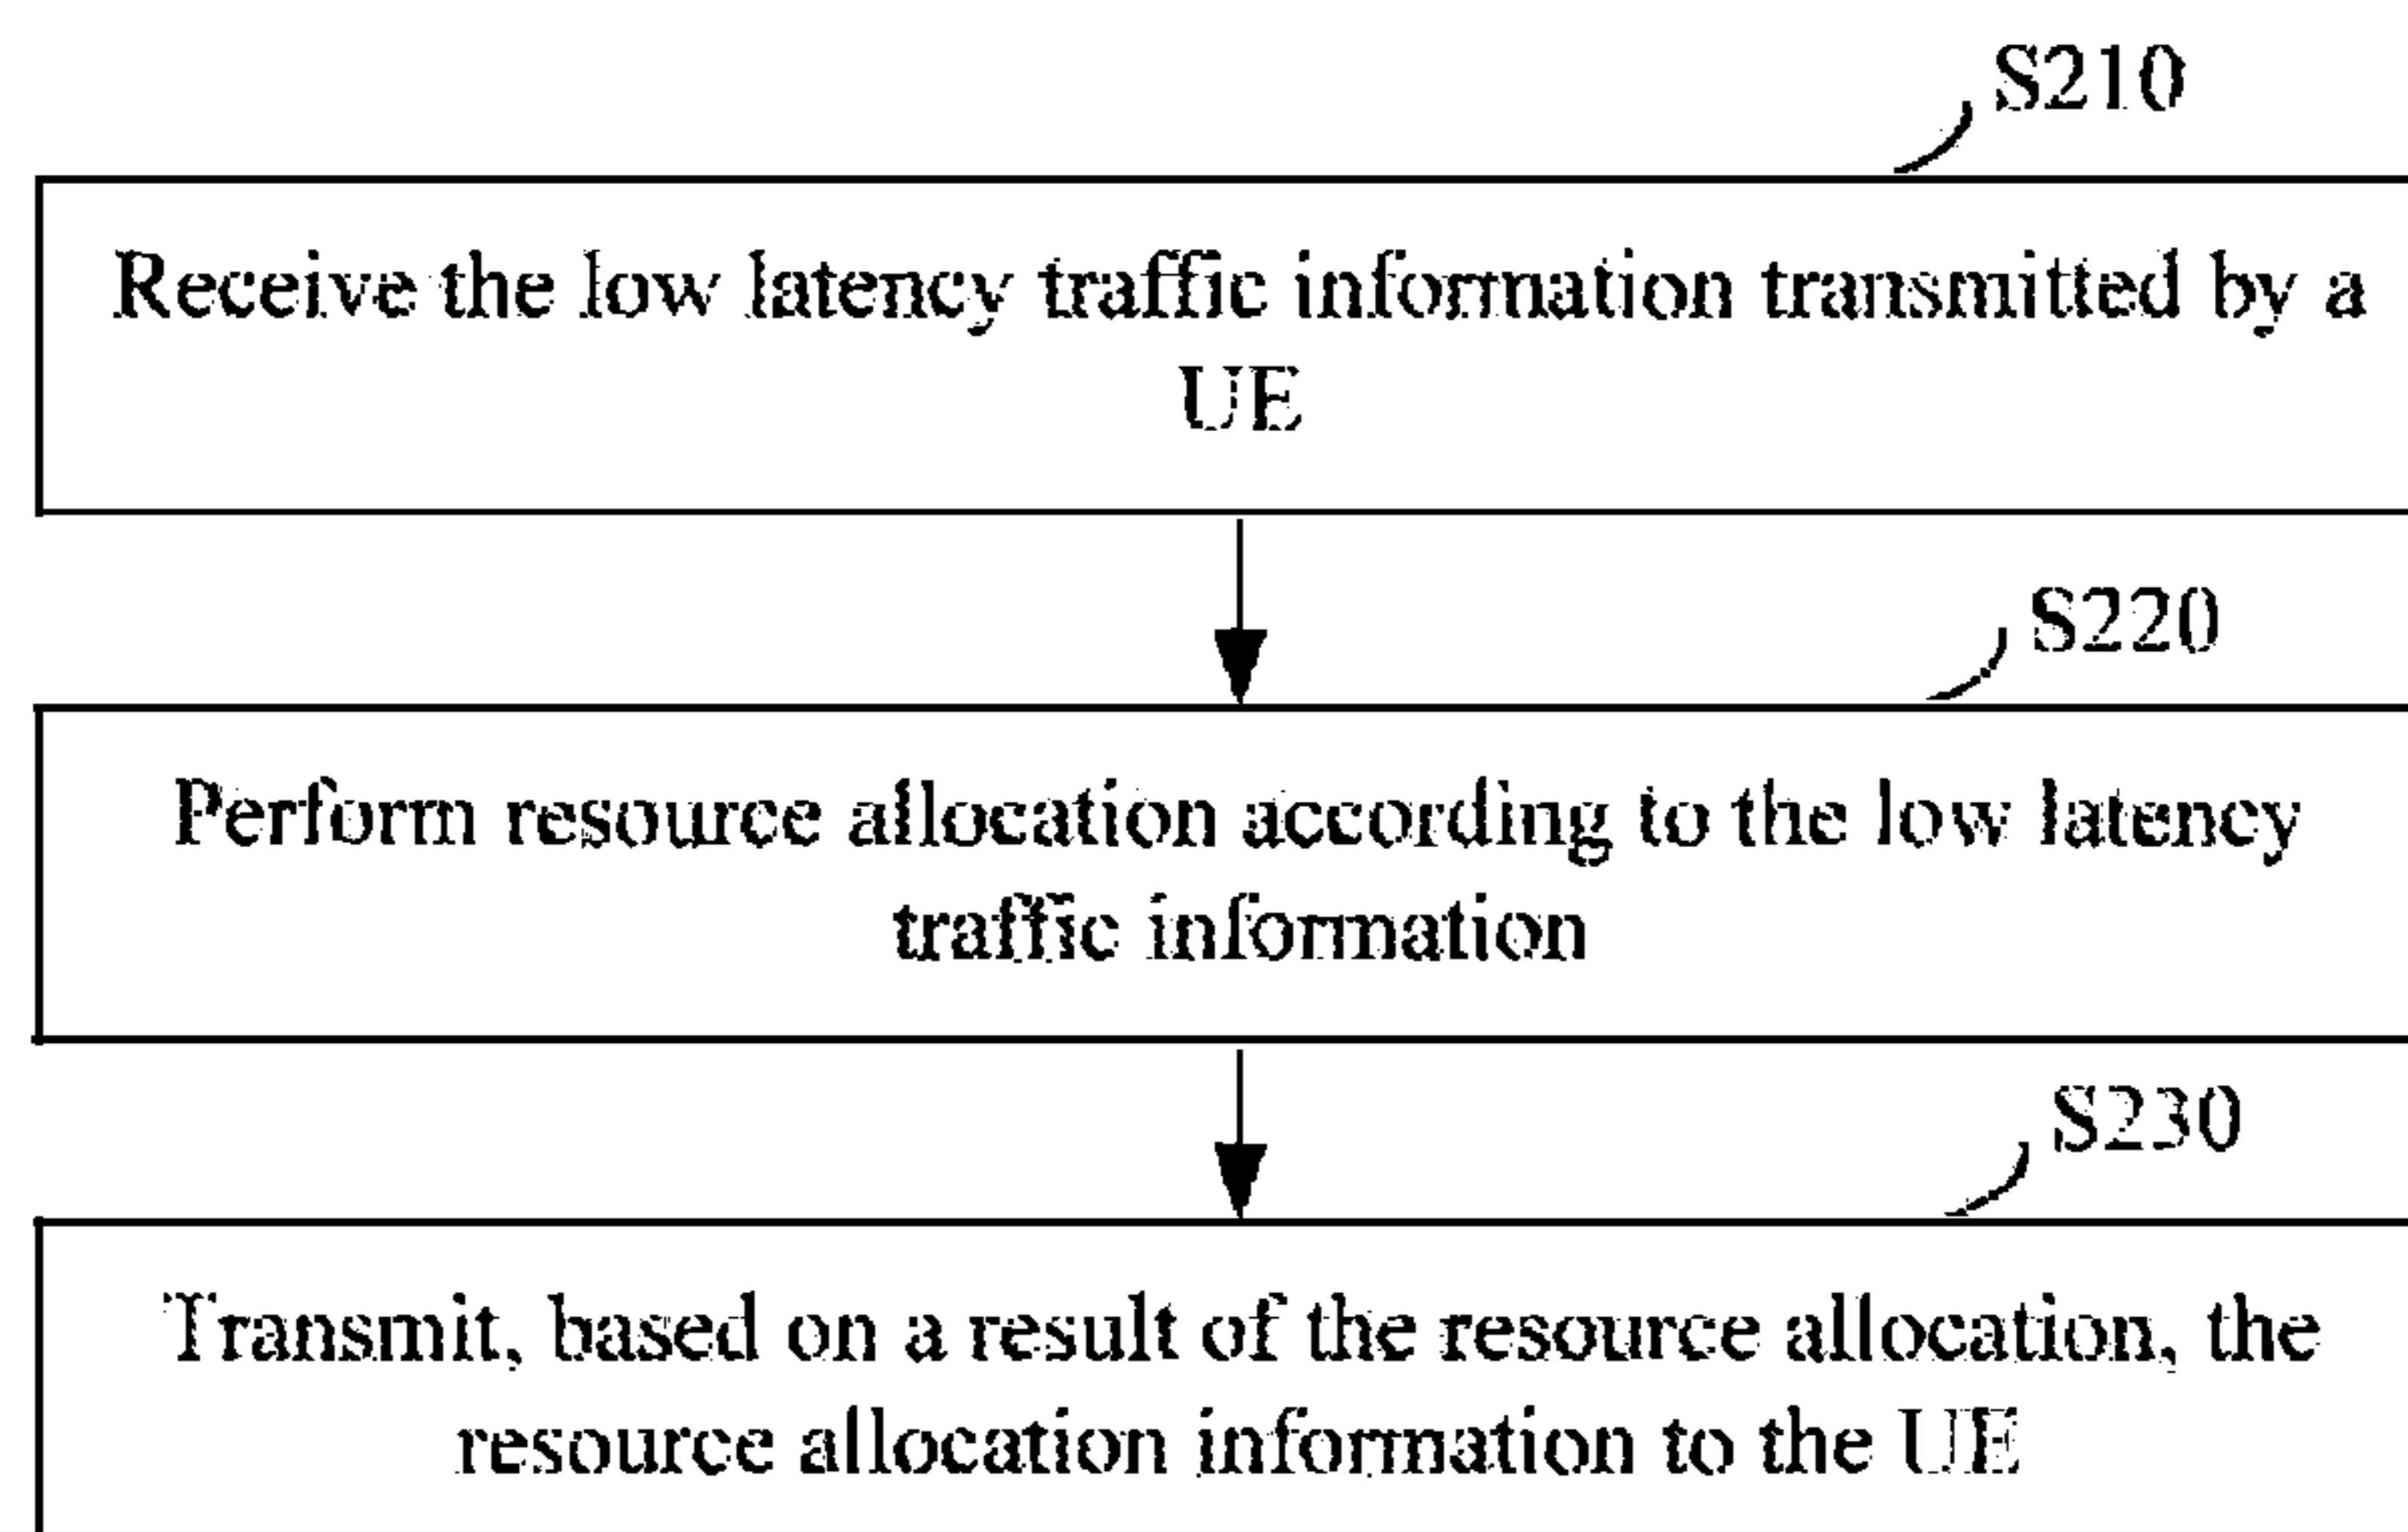 S210
Receive the low latency traffic information transmitted by a
UE
S220
Perform resource allocation according to the low latency
traffic information
S230
Transmit, based on a result of the resource allocation, the
resource allocation information to the UE